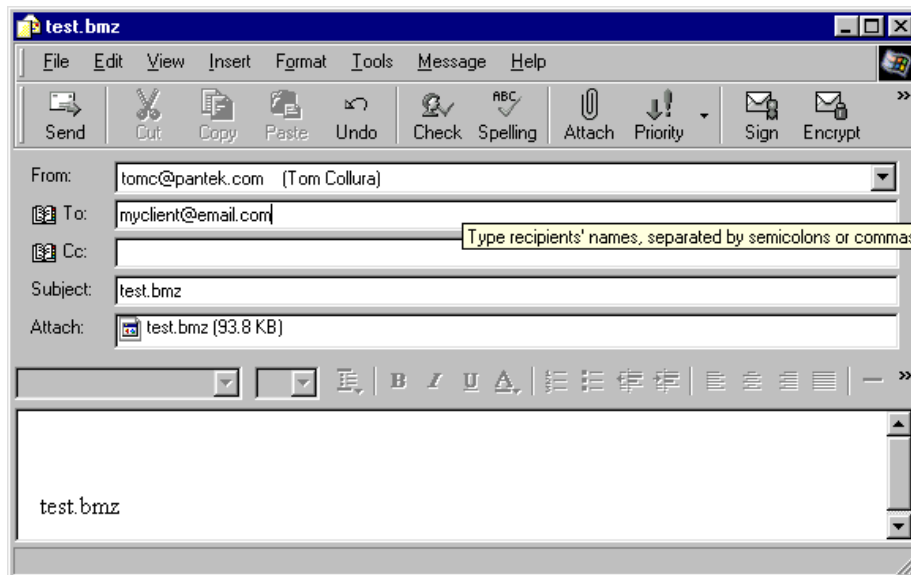 test.bmz
File Edit View Insert Format Tools Message Help
Send Cut Copy Paste Undo Check ABC Spelling Attach Priority Sign Encrypt »
From: tomc@pantek.com (Tom Collura)
To: myclient@email.com
Type recipients' names, separated by semicolons or commas
Cc:
Subject: test.bmz
Attach: test.bmz (93.8 KB)
B I U A »
test.bmz